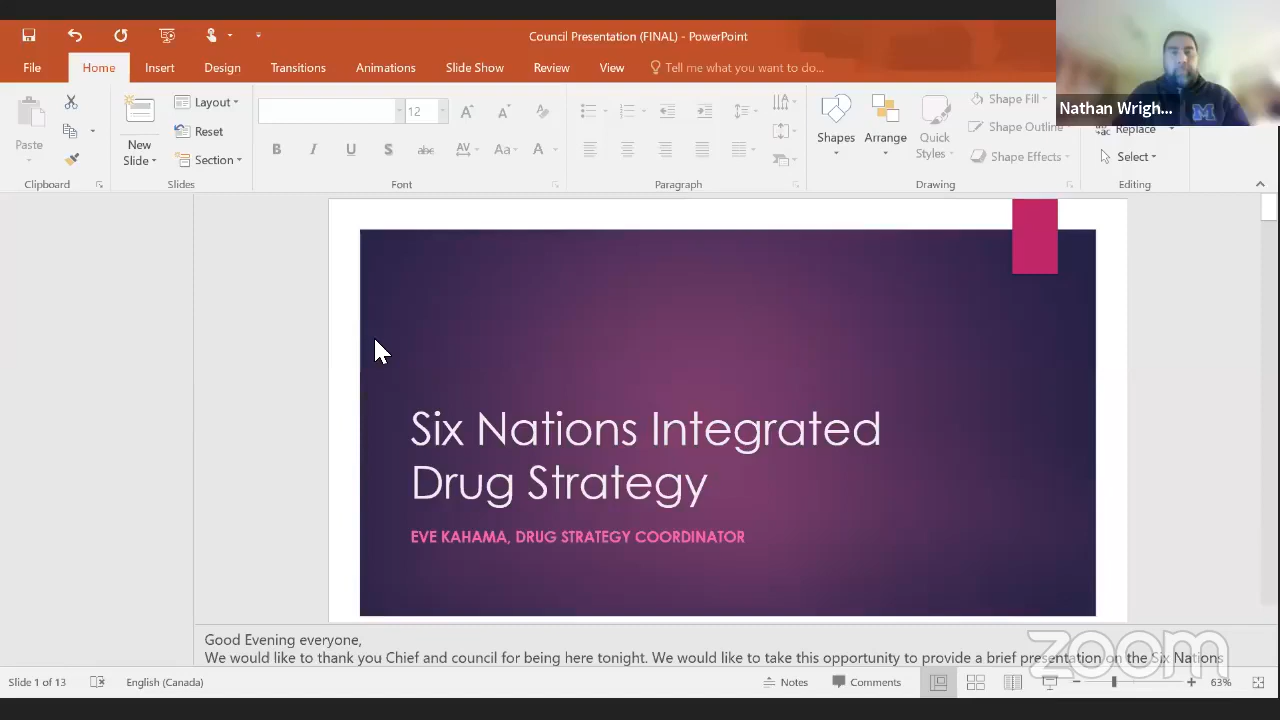 Council Presentation (FINAL) - PowerPoint
File Home Insert Design Transitions Animations Slide Show Review View Tell me what you want to do...
Paste
Clipboard
New
Slide
Layout
Reset
Section
Slides
12
B I U S abc AV Aa A
Font
Paragraph
Shapes
Arrange
Quick
Styles
Shape Fill
Shape Outline
Shape Effects
Drawing
Replace
Select
Editing
Nathan Wrigh...
M
Six Nations Integrated
Drug Strategy
EVE KAHAMA, DRUG STRATEGY COORDINATOR
Good Evening everyone,
We would like to thank you Chief and council for being here tonight. We would like to take this opportunity to provide a brief presentation on the Six Nations
zoom
Slide 1 of 13 English (Canada) Notes Comments 63%